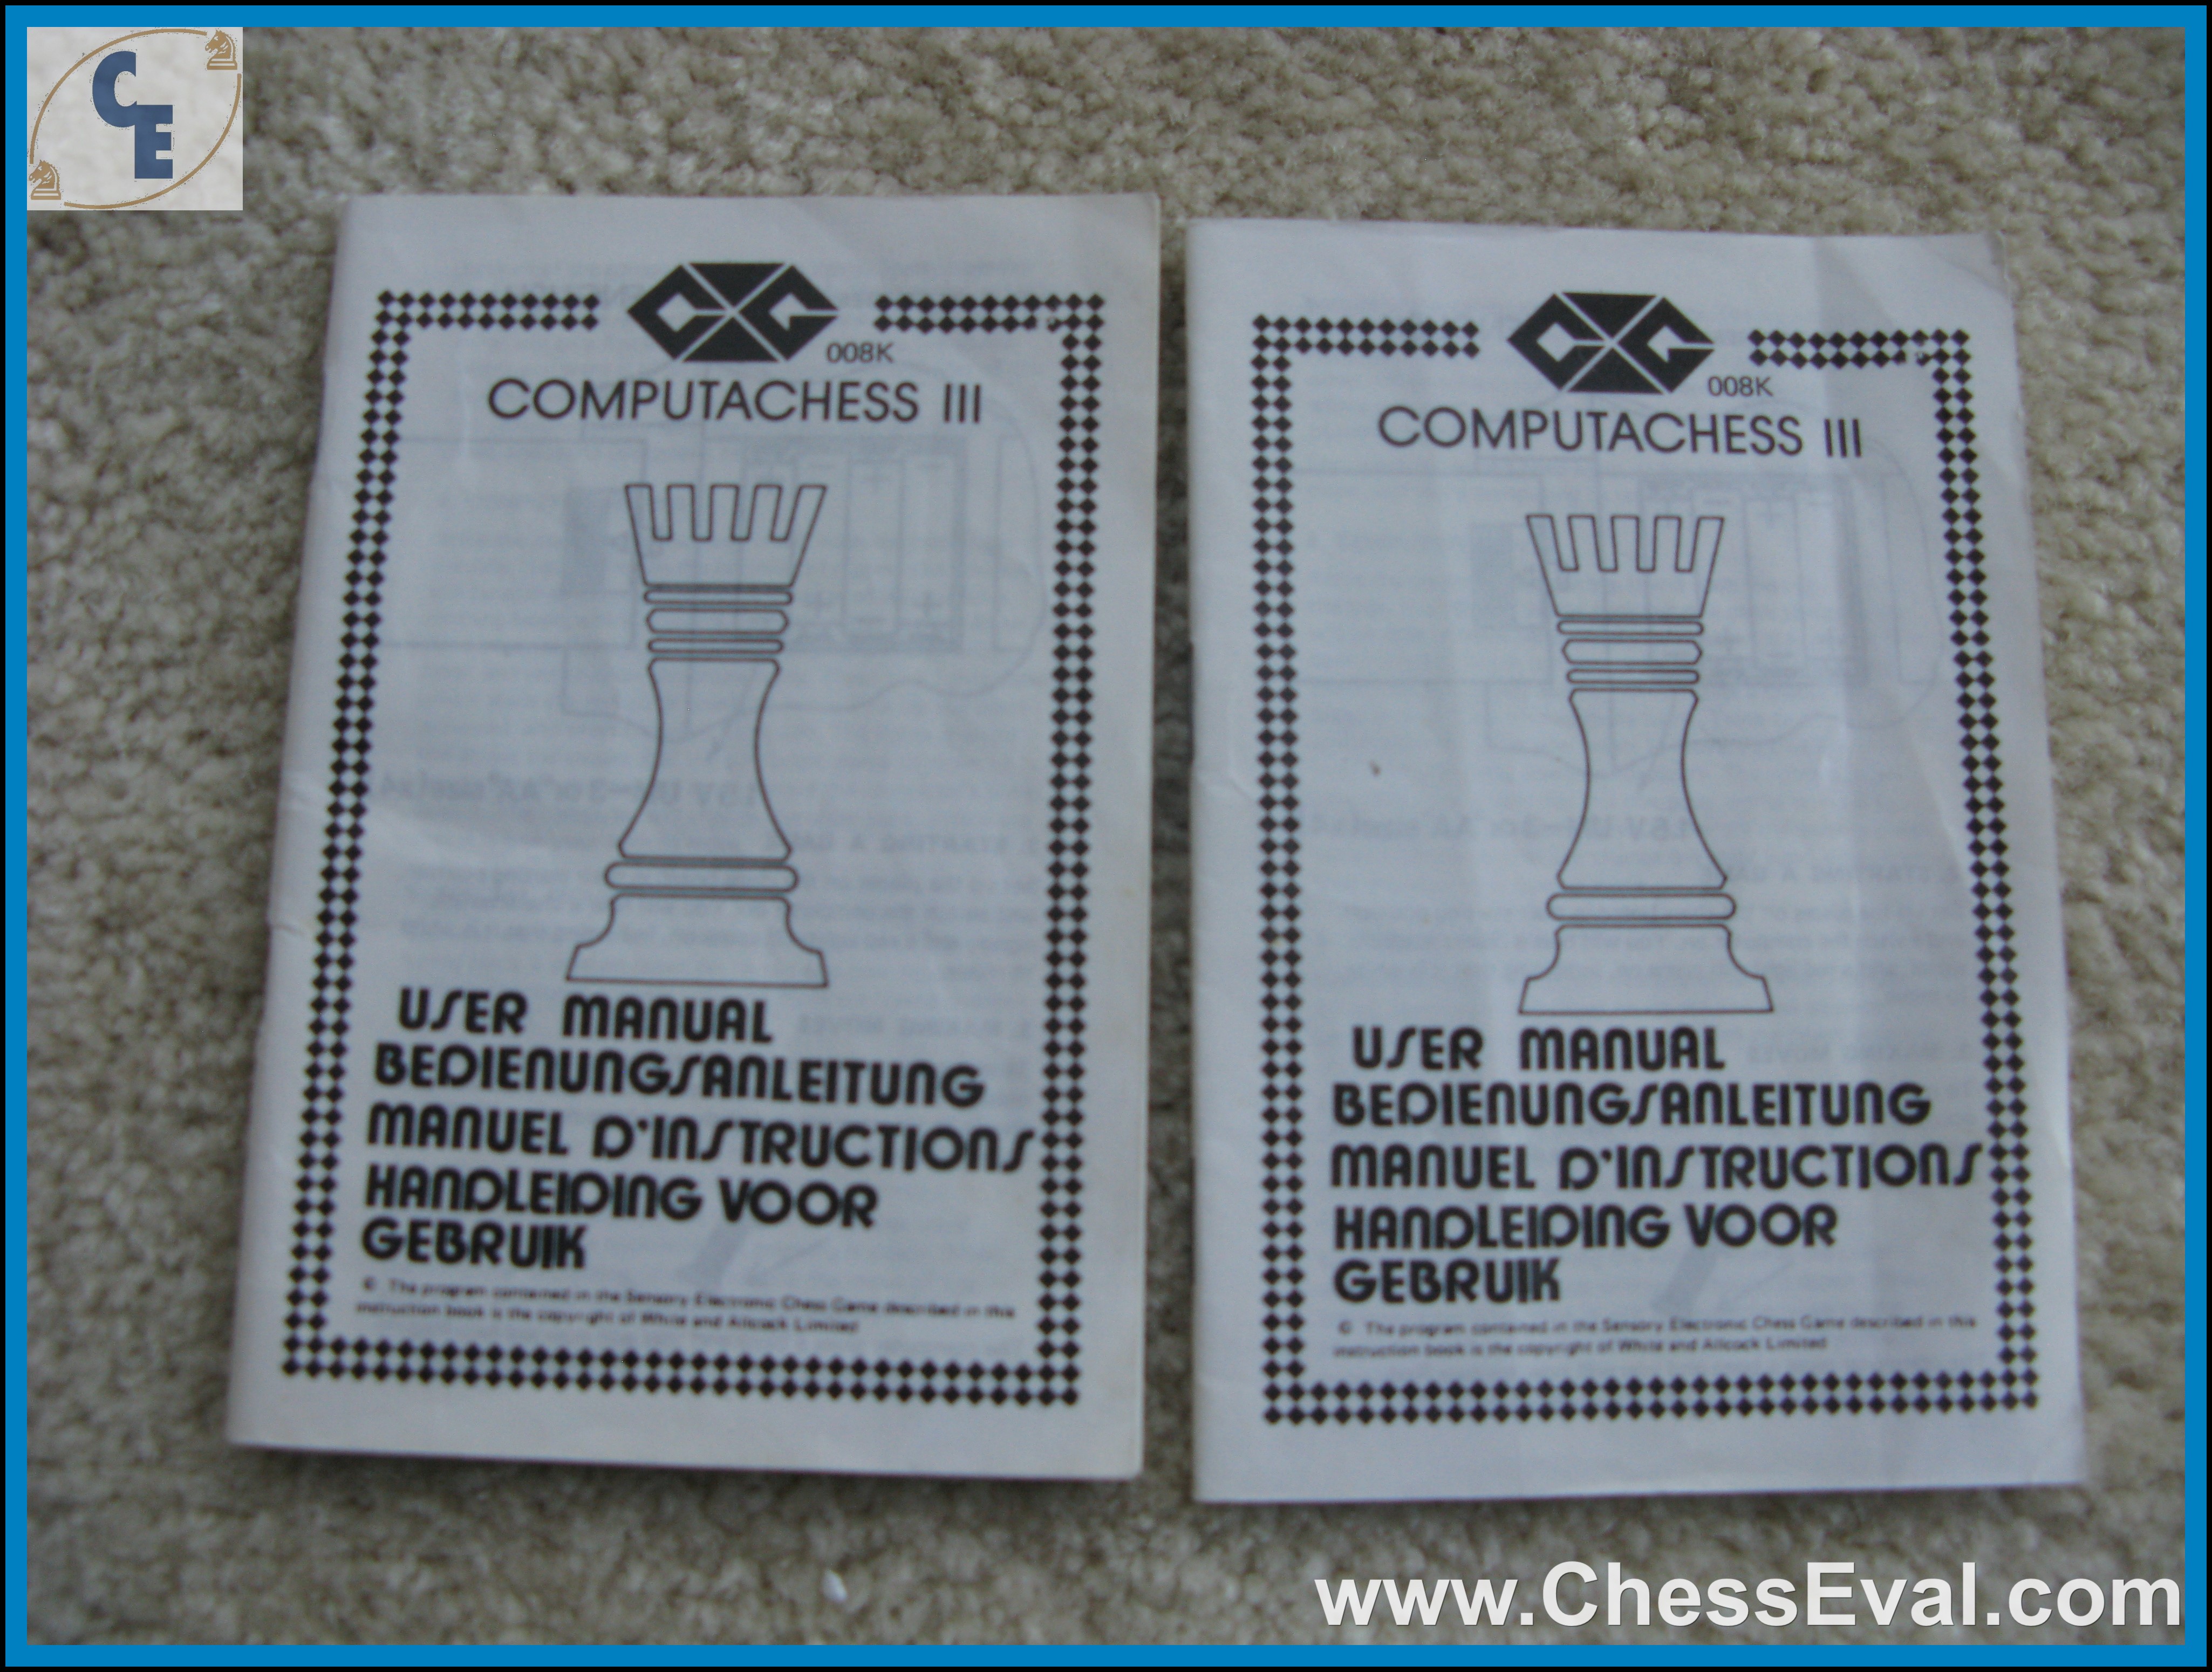 CE
CXG
008K
COMPUTACHESS III
USER MANUAL
BEDIENUNGSANLEITUNG
MANUEL D'INSTRUCTIONS
HANDLEIDING VOOR
GEBRUIK
© The program contained in the Sensory Electronic Chess Game described in this
instruction book is the copyright of White and Allcock Limited
CXG
008K
COMPUTACHESS III
USER MANUAL
BEDIENUNGSANLEITUNG
MANUEL D'INSTRUCTIONS
HANDLEIDING VOOR
GEBRUIK
© The program contained in the Sensory Electronic Chess Game described in this
instruction book is the copyright of White and Allcock Limited
www.ChessEval.com